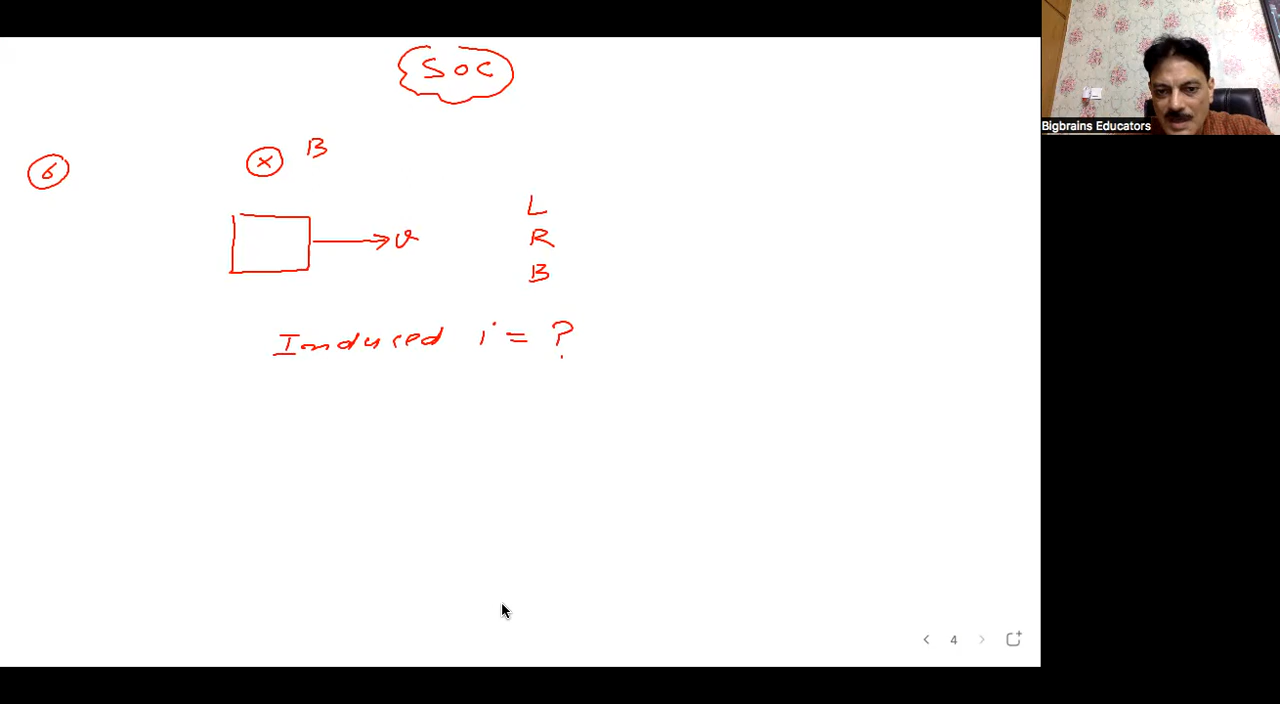 SOC
6
x B
v
L
R
B
Induced i = ?
Bigbrains Educators
4